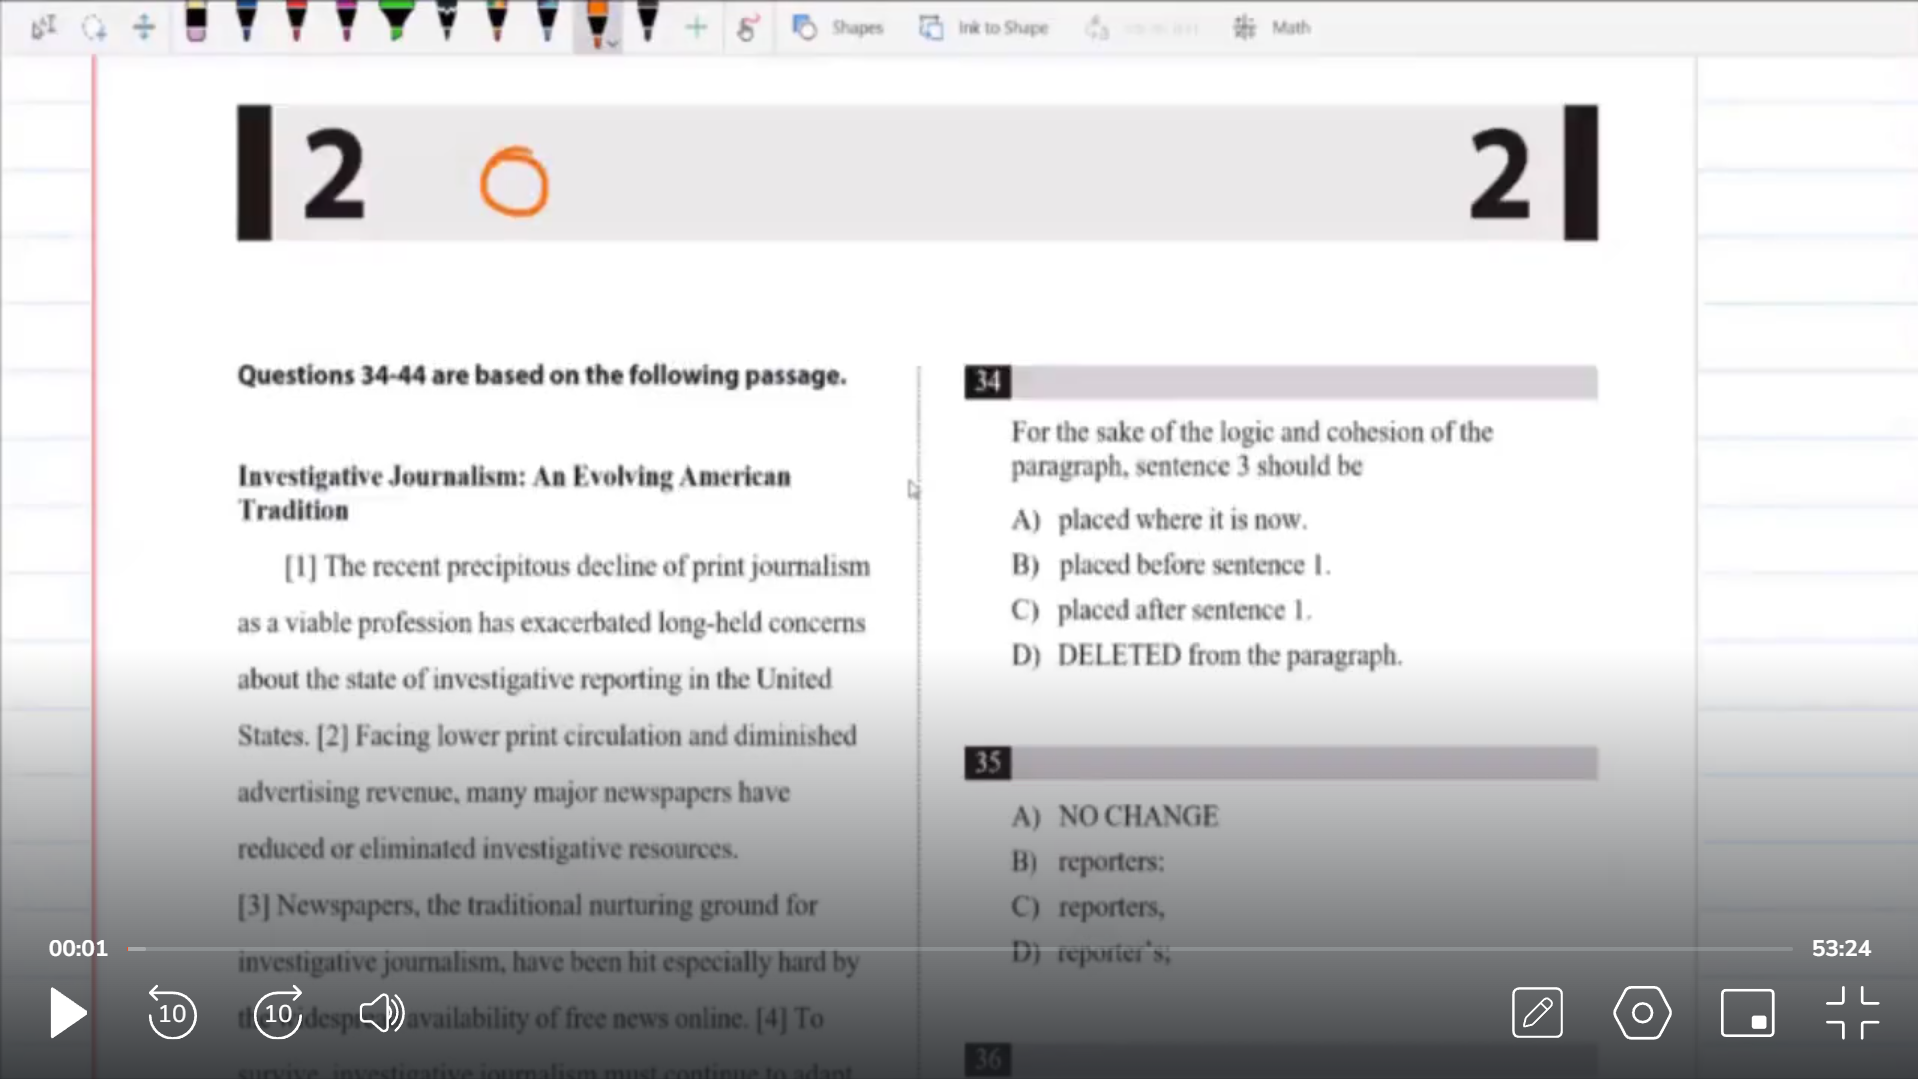 Shapes
Ink to Shape
Math
2
2
Questions 34-44 are based on the following passage.
Investigative Journalism: An Evolving American
Tradition
[1] The recent precipitous decline of print journalism
as a viable profession has exacerbated long-held concerns
about the state of investigative reporting in the United
States. [2] Facing lower print circulation and diminished
advertising revenue, many major newspapers have
reduced or eliminated investigative resources.
[3] Newspapers, the traditional nurturing ground for
investigative journalism, have been hit especially hard by
the widespread availability of free news online. [4] To
survive, investigative journalism must continue to adapt
34
For the sake of the logic and cohesion of the
paragraph, sentence 3 should be
A) placed where it is now.
B) placed before sentence 1.
C) placed after sentence 1.
D) DELETED from the paragraph.
35
A) NO CHANGE
B) reporters:
C) reporters,
D) reporter's;
36
00:01
53:24
10
10